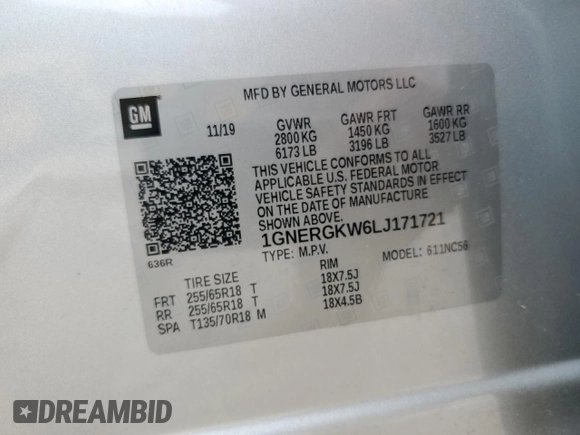 MFD BY GENERAL MOTORS LLC
GM
11/19
GVWR GAWR FRT GAWR RR
2800 KG 1450 KG 1600 KG
6173 LB 3196 LB 3527 LB
THIS VEHICLE CONFORMS TO ALL
APPLICABLE U.S. FEDERAL MOTOR
VEHICLE SAFETY STANDARDS IN EFFECT
ON THE DATE OF MANUFACTURE
SHOWN ABOVE.
1GNERGKW6LJ171721
636R
TYPE: M.P.V. MODEL: 611NC56
TIRE SIZE RIM
FRT 255/65R18 T 18X7.5J
RR 255/65R18 T 18X7.5J
SPA T135/70R18 M 18X4.5B
DREAMBID